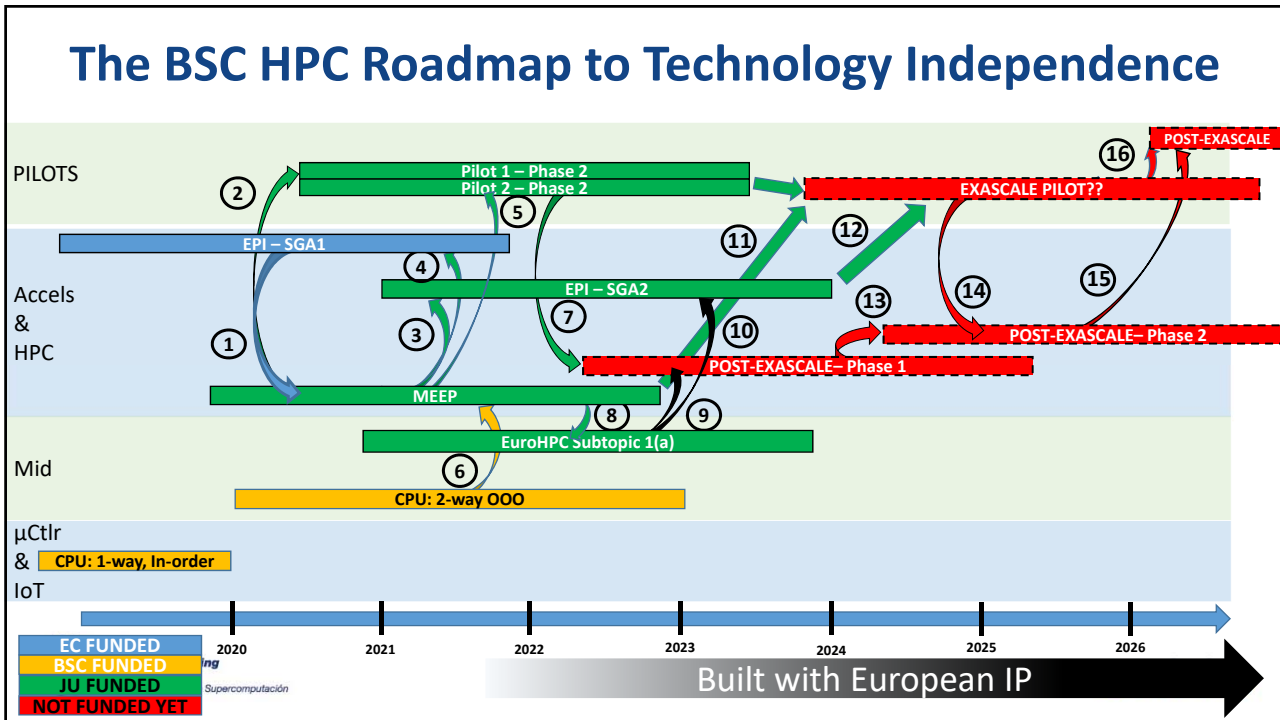 The BSC HPC Roadmap to Technology Independence
PILOTS
POST-EXASCALE
16
Pilot 1 – Phase 2
Pilot 2 – Phase 2
EXASCALE PILOT??
2
5
11
12
EPI – SGA1
4
Accels
&
HPC
EPI – SGA2
13
14
15
1
3
7
10
POST-EXASCALE– Phase 2
POST-EXASCALE– Phase 1
MEEP
8
9
EuroHPC Subtopic 1(a)
Mid
6
CPU: 2-way OOO
µCtlr
&
IoT
CPU: 1-way, In-order
2020
2021
2022
2023
2024
2025
2026
EC FUNDED
BSC FUNDED
JU FUNDED
NOT FUNDED YET
ing
Supercomputación
Built with European IP